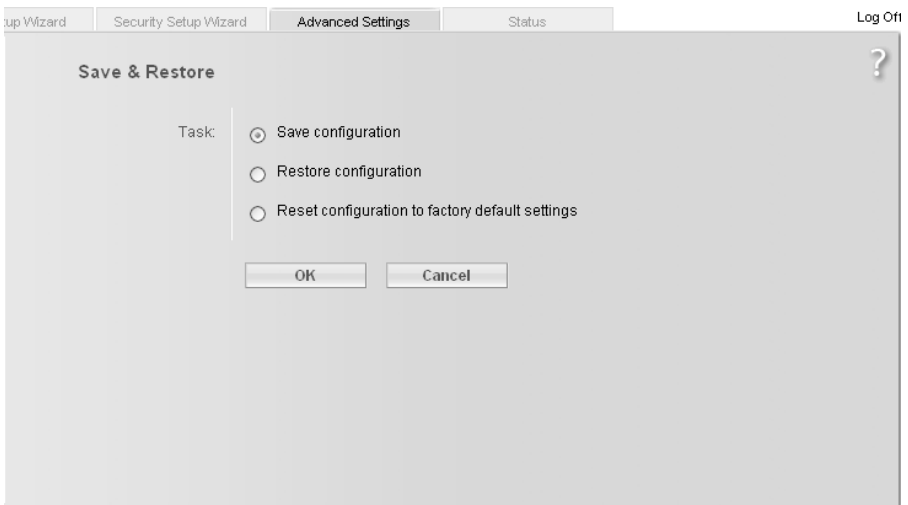 tup Wizard Security Setup Wizard Advanced Settings Status Log Off
?
Save & Restore
Task:
Save configuration
Restore configuration
Reset configuration to factory default settings
OK Cancel